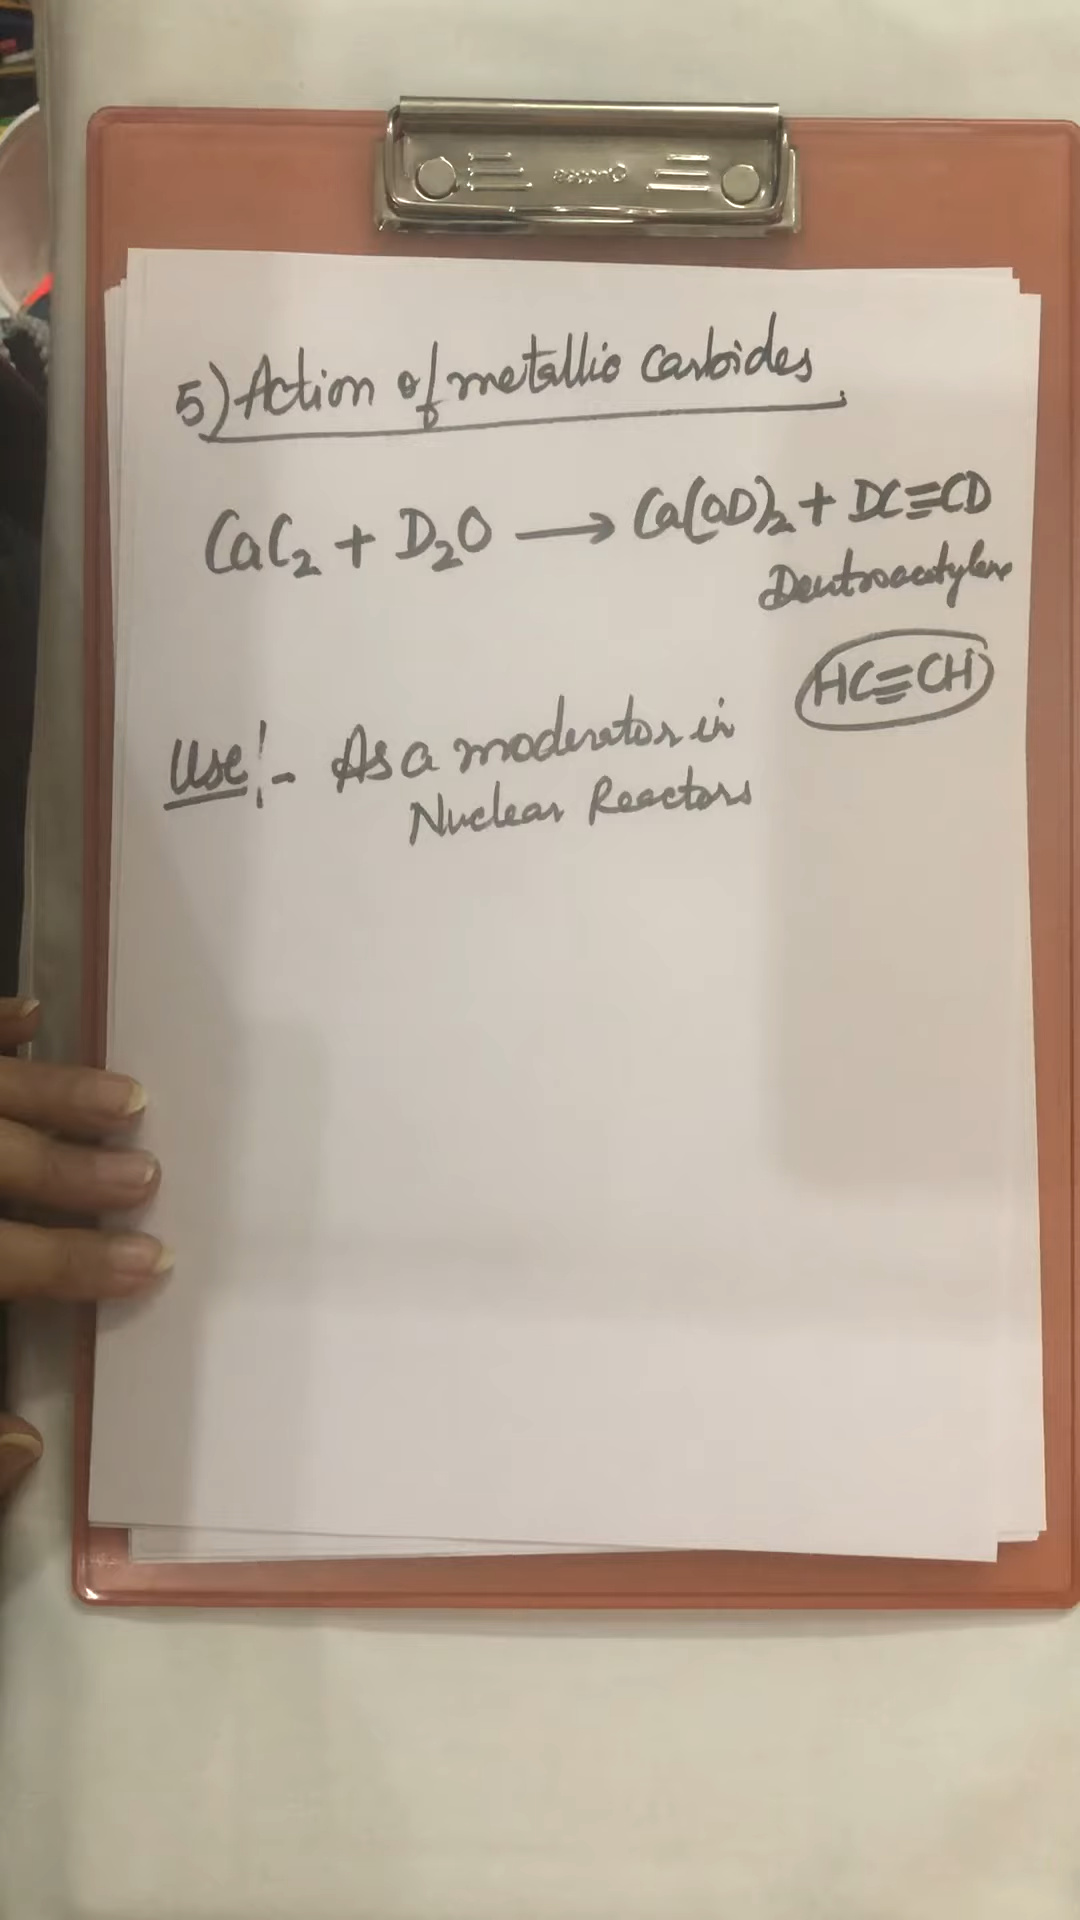 5) Action of metallic carbides
CaC₂ + D₂O ⟶ Ca(OD)₂ + DC≡CD
Deutroacetylene
HC≡CH
Use:- As a moderator in
Nuclear Reactors